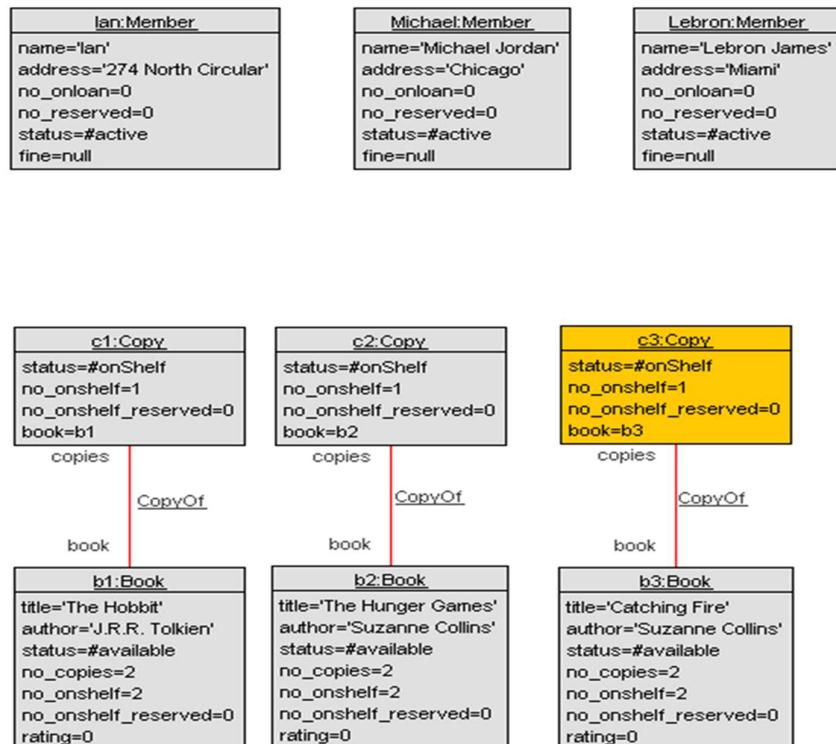 Ian:Member
name='Ian'
address='274 North Circular'
no_onloan=0
no_reserved=0
status=#active
fine=null
Michael:Member
name='Michael Jordan'
address='Chicago'
no_onloan=0
no_reserved=0
status=#active
fine=null
Lebron:Member
name='Lebron James'
address='Miami'
no_onloan=0
no_reserved=0
status=#active
fine=null
c1:Copy
status=#onShelf
no_onshelf=1
no_onshelf_reserved=0
book=b1
c2:Copy
status=#onShelf
no_onshelf=1
no_onshelf_reserved=0
book=b2
c3:Copy
status=#onShelf
no_onshelf=1
no_onshelf_reserved=0
book=b3
copies
CopyOf
book
copies
CopyOf
book
copies
CopyOf
book
b1:Book
title='The Hobbit'
author='J.R.R. Tolkien'
status=#available
no_copies=2
no_onshelf=2
no_onshelf_reserved=0
rating=0
b2:Book
title='The Hunger Games'
author='Suzanne Collins'
status=#available
no_copies=2
no_onshelf=2
no_onshelf_reserved=0
rating=0
b3:Book
title='Catching Fire'
author='Suzanne Collins'
status=#available
no_copies=2
no_onshelf=2
no_onshelf_reserved=0
rating=0